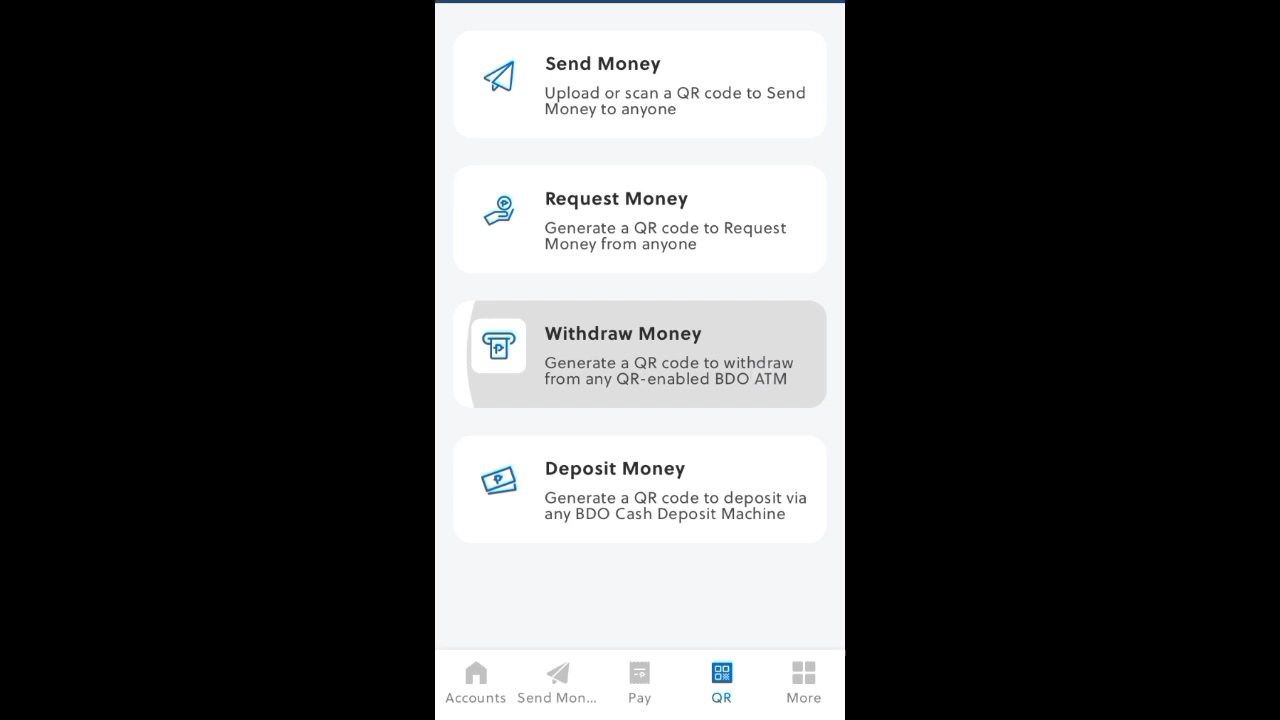 Send Money
Upload or scan a QR code to Send
Money to anyone
Request Money
Generate a QR code to Request
Money from anyone
Withdraw Money
Generate a QR code to withdraw
from any QR-enabled BDO ATM
Deposit Money
Generate a QR code to deposit via
any BDO Cash Deposit Machine
Accounts Send Mon... Pay QR More